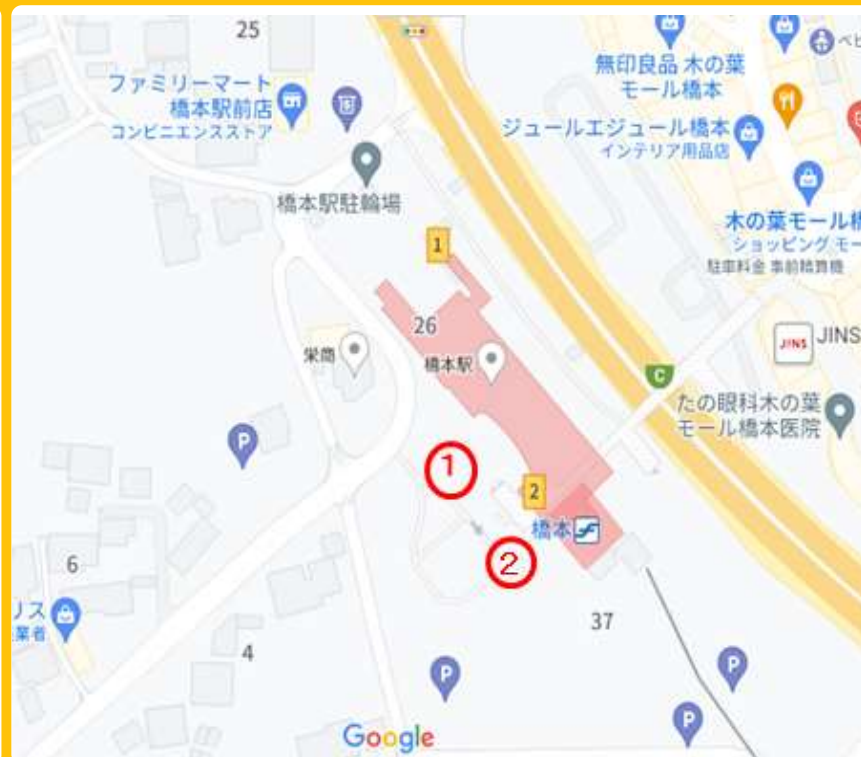 25
ファミリーマート
橋本駅前店
コンビニエンスストア
橋本駅駐輪場
無印良品 木の葉
モール橋本
ジュールエジュール橋本
インテリア用品店
木の葉モール橋
ショッピング モー
駐車料金 事前精算機
1
26
橋本駅
栄商
JINS
JINS
C
たの眼科木の葉
モール橋本医院
P
1
2
橋本
2
6
リス
業者
4
37
P
P
P
Google